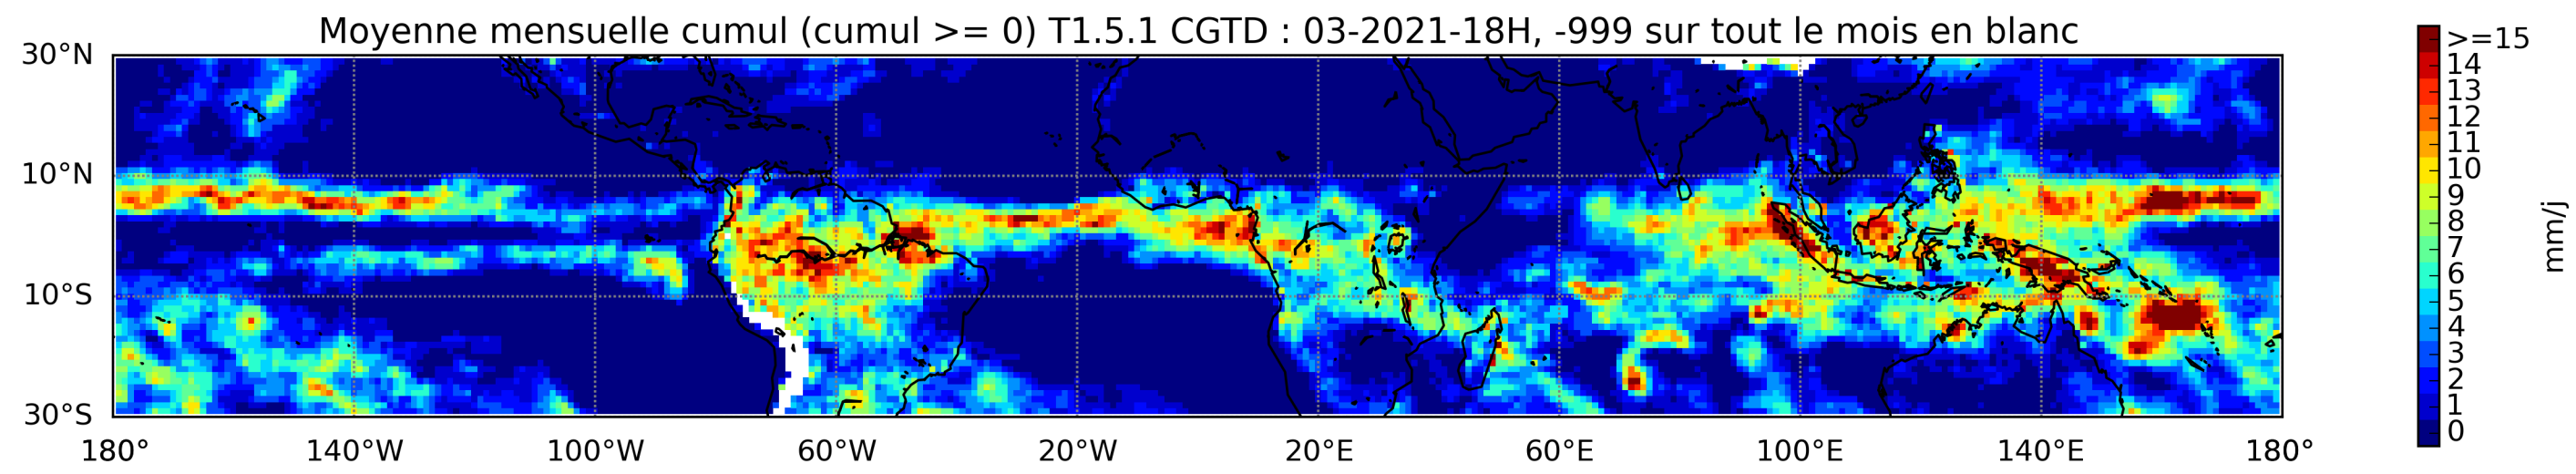 Moyenne mensuelle cumul (cumul >= 0) T1.5.1 CGTD : 03-2021-18H, -999 sur tout le mois en blanc
30°N
10°N
10°S
30°S
180° 140°W 100°W 60°W 20°W 20°E 60°E 100°E 140°E 180°
>=15
14
13
12
11
10
9
8
7
6
5
4
3
2
1
0
mm/j